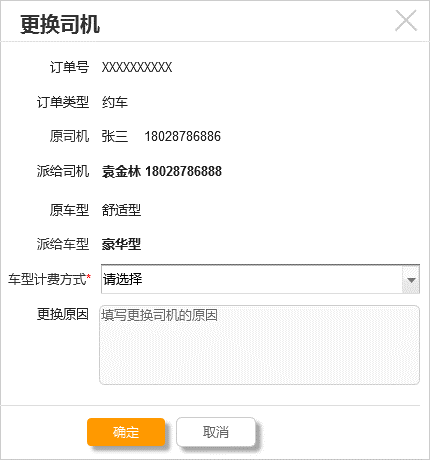 更换司机
订单号 XXXXXXXXXX
订单类型 约车
原司机 张三 18028786886
派给司机 袁金林 18028786888
原车型 舒适型
派给车型 豪华型
车型计费方式* 请选择
更换原因 填写更换司机的原因
确定 取消